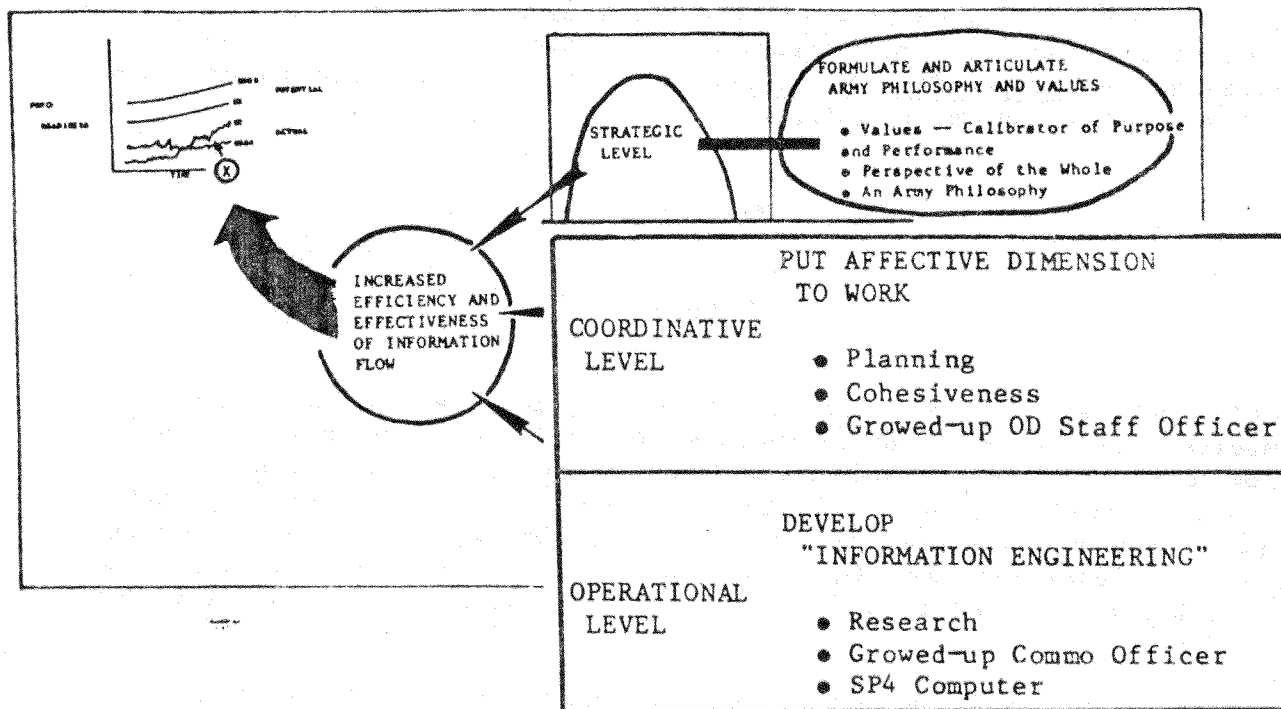 POTENTIAL
ACTUAL
TIME
X
STRATEGIC
LEVEL
FORMULATE AND ARTICULATE
ARMY PHILOSOPHY AND VALUES
• Values -- Calibrator of Purpose
and Performance
• Perspective of the Whole
• An Army Philosophy
INCREASED
EFFICIENCY AND
EFFECTIVENESS
OF INFORMATION
FLOW
COORDINATIVE
LEVEL
PUT AFFECTIVE DIMENSION
TO WORK
• Planning
• Cohesiveness
• Growed-up OD Staff Officer
OPERATIONAL
LEVEL
DEVELOP
"INFORMATION ENGINEERING"
• Research
• Growed-up Commo Officer
• SP4 Computer